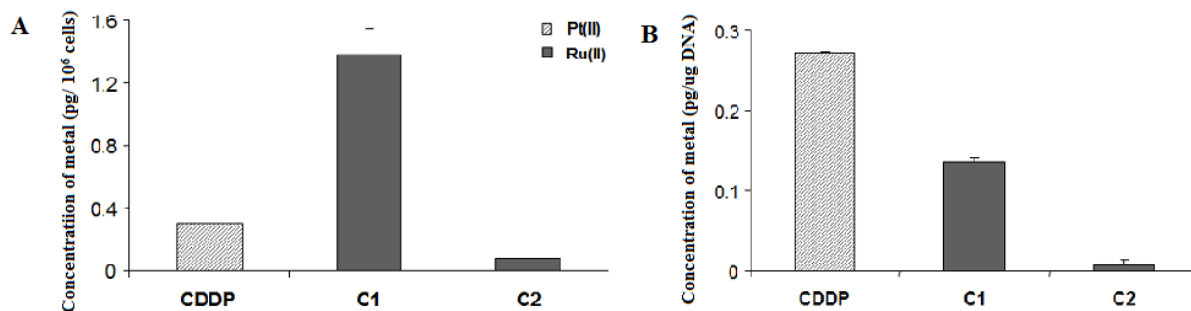 A
Concentratiion of metal (pg/ 10⁶ cells)
1.6
1.2
0.8
0.4
0
Pt(II)
Ru(II)
CDDP C1 C2
B
Concentration of metal (pg/ug DNA)
0.3
0.2
0.1
0
CDDP C1 C2